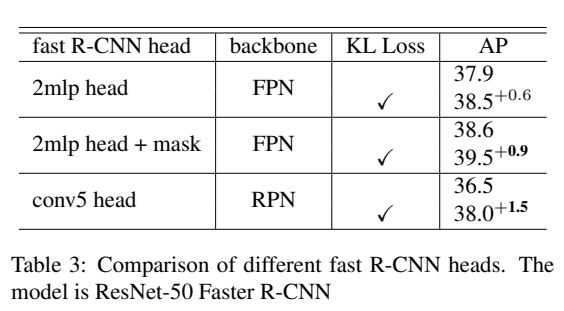 fast R-CNN head backbone KL Loss AP
37.9
2mlp head FPN
✓ 38.5+0.6
38.6
2mlp head + mask FPN
✓ 39.5+0.9
36.5
conv5 head RPN
✓ 38.0+1.5
Table 3: Comparison of different fast R-CNN heads. The
model is ResNet-50 Faster R-CNN